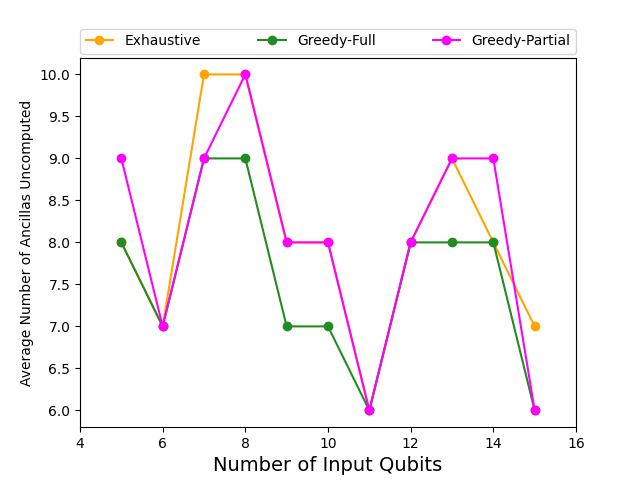 Exhaustive Greedy-Full Greedy-Partial
10.0
9.5
9.0
8.5
8.0
7.5
7.0
6.5
6.0
Average Number of Ancillas Uncomputed
4 6 8 10 12 14 16
Number of Input Qubits